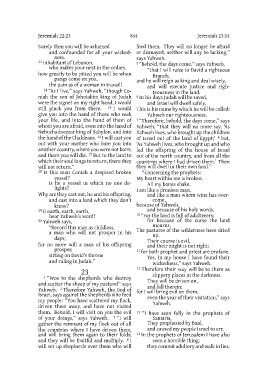 Jeremiah 22:23
844
Jeremiah 23:14
Surely then you will be ashamed
and confounded for all your wicked-
ness.
23 Inhabitant of Lebanon,
who makes your nest in the cedars,
how greatly to be pitied you will be when
pangs come on you,
the pain as of a woman in travail!
24 "As I live," says Yahweh, "though Co-
niah the son of Jehoiakim king of Judah
were the signet on my right hand, I would
still pluck you from there. 25 I would
give you into the hand of those who seek
your life, and into the hand of them of
whom you are afraid, even into the hand of
Nebuchadnezzar king of Babylon, and into
the hand of the Chaldeans. 26 I will cast you
out with your mother who bore you into
another country, where you were not born;
and there you will die. 27 But to the land to
which their soul longs to return, there they
will not return."
28 Is this man Coniah a despised broken
vessel?
Is he a vessel in which no one de-
lights?
Why are they cast out, he and his offspring,
and cast into a land which they don't
know?
29 O earth, earth, earth,
hear Yahweh's word!
30 Yahweh says,
"Record this man as childless,
a man who will not prosper in his
days;
for no more will a man of his offspring
prosper,
sitting on David's throne
and ruling in Judah."
23
1 "Woe to the shepherds who destroy
and scatter the sheep of my pasture!" says
Yahweh. 2 Therefore Yahweh, the God of
Israel, says against the shepherds who feed
my people: "You have scattered my flock,
driven them away, and have not visited
them. Behold, I will visit on you the evil
of your doings," says Yahweh. 3 "I will
gather the remnant of my flock out of all
the countries where I have driven them,
and will bring them again to their folds;
and they will be fruitful and multiply. 4 I
will set up shepherds over them who will
feed them. They will no longer be afraid
or dismayed, neither will any be lacking,"
says Yahweh.
5 "Behold, the days come," says Yahweh,
"that I will raise to David a righteous
Branch;
and he will reign as king and deal wisely,
and will execute justice and right-
eousness in the land.
6 In his days Judah will be saved,
and Israel will dwell safely.
This is his name by which he will be called:
Yahweh our righteousness.
7 "Therefore, behold, the days come," says
Yahweh, "that they will no more say, 'As
Yahweh lives, who brought up the children
of Israel out of the land of Egypt;' 8 but,
'As Yahweh lives, who brought up and who
led the offspring of the house of Israel
out of the north country, and from all the
countries where I had driven them.' Then
they will dwell in their own land."
9 Concerning the prophets:
My heart within me is broken.
All my bones shake.
I am like a drunken man,
and like a man whom wine has over-
come,
because of Yahweh,
and because of his holy words.
10 "For the land is full of adulterers;
for because of the curse the land
mourns.
The pastures of the wilderness have dried
up.
Their course is evil,
and their might is not right;
11 for both prophet and priest are profane.
Yes, in my house I have found their
wickedness," says Yahweh.
12 Therefore their way will be to them as
slippery places in the darkness.
They will be driven on,
and fall therein;
for I will bring evil on them,
even the year of their visitation," says
Yahweh.
13 "I have seen folly in the prophets of
Samaria.
They prophesied by Baal,
and caused my people Israel to err.
14 In the prophets of Jerusalem I have also
seen a horrible thing:
they commit adultery and walk in lies.